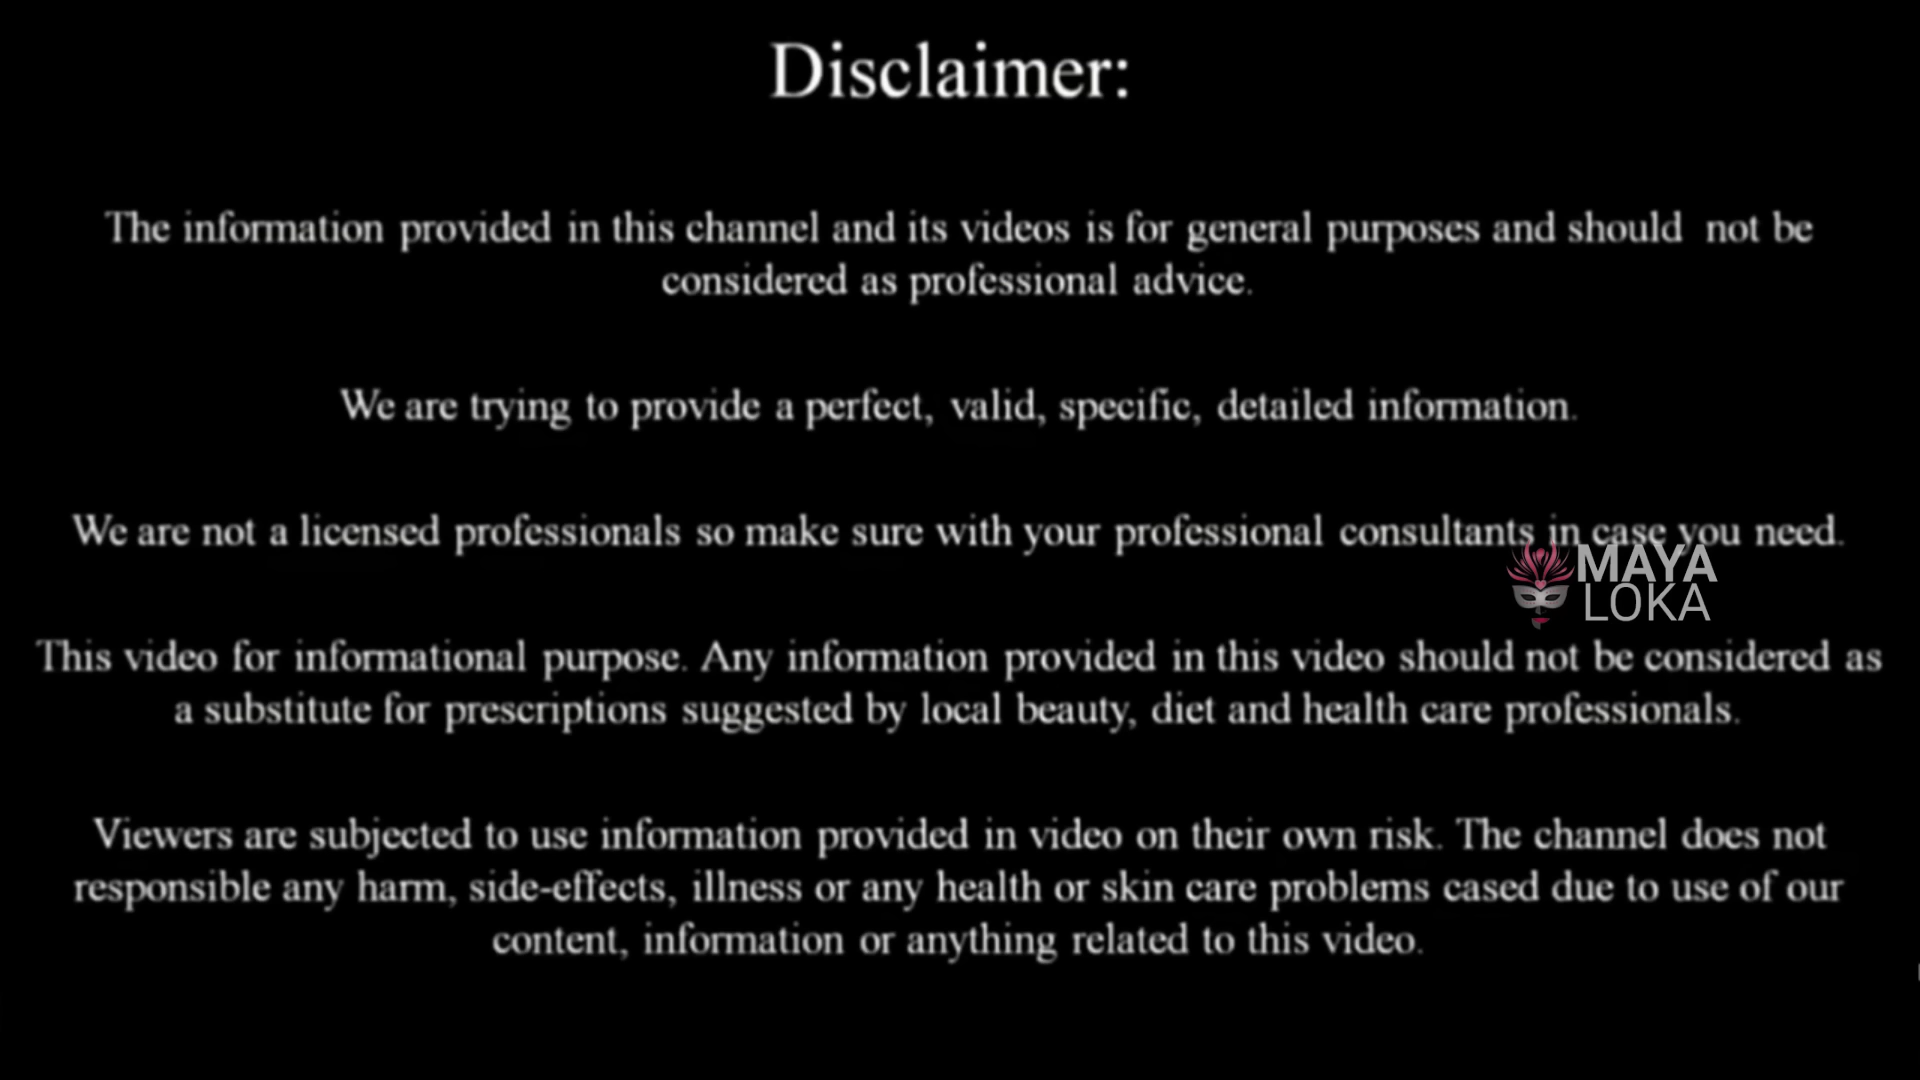 Disclaimer:
The information provided in this channel and its videos is for general purposes and should not be
considered as professional advice.
We are trying to provide a perfect, valid, specific, detailed information.
We are not a licensed professionals so make sure with your professional consultants in case you need.
MAYA
LOKA
This video for informational purpose. Any information provided in this video should not be considered as
a substitute for prescriptions suggested by local beauty, diet and health care professionals.
Viewers are subjected to use information provided in video on their own risk. The channel does not
responsible any harm, side-effects, illness or any health or skin care problems cased due to use of our
content, information or anything related to this video.